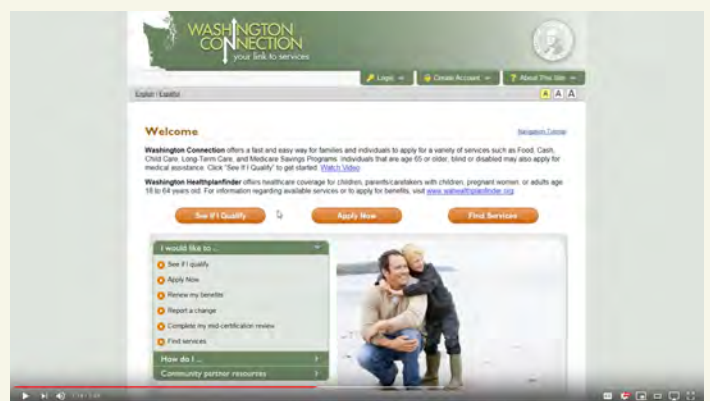 WASHINGTON
CONNECTION
your link to services
Login
Create Account
? About This Site
English | Español
A A A
Welcome
Navigation Tutorial
Washington Connection offers a fast and easy way for families and individuals to apply for a variety of services such as Food, Cash,
Child Care, Long-Term Care, and Medicare Savings Programs. Individuals that are age 65 or older, blind or disabled may also apply for
medical assistance. Click "See If I Qualify" to get started. Watch Video
Washington Healthplanfinder offers healthcare coverage for children, parents/caretakers with children, pregnant women, or adults age
18 to 64 years old. For information regarding available services or to apply for benefits, visit www.wahealthplanfinder.org
See If I Qualify
Apply Now
Find Services
I would like to ...
See if I qualify
Apply Now
Renew my benefits
Report a change
Complete my mid-certification review
Find services
How do I ...
Community partner resources